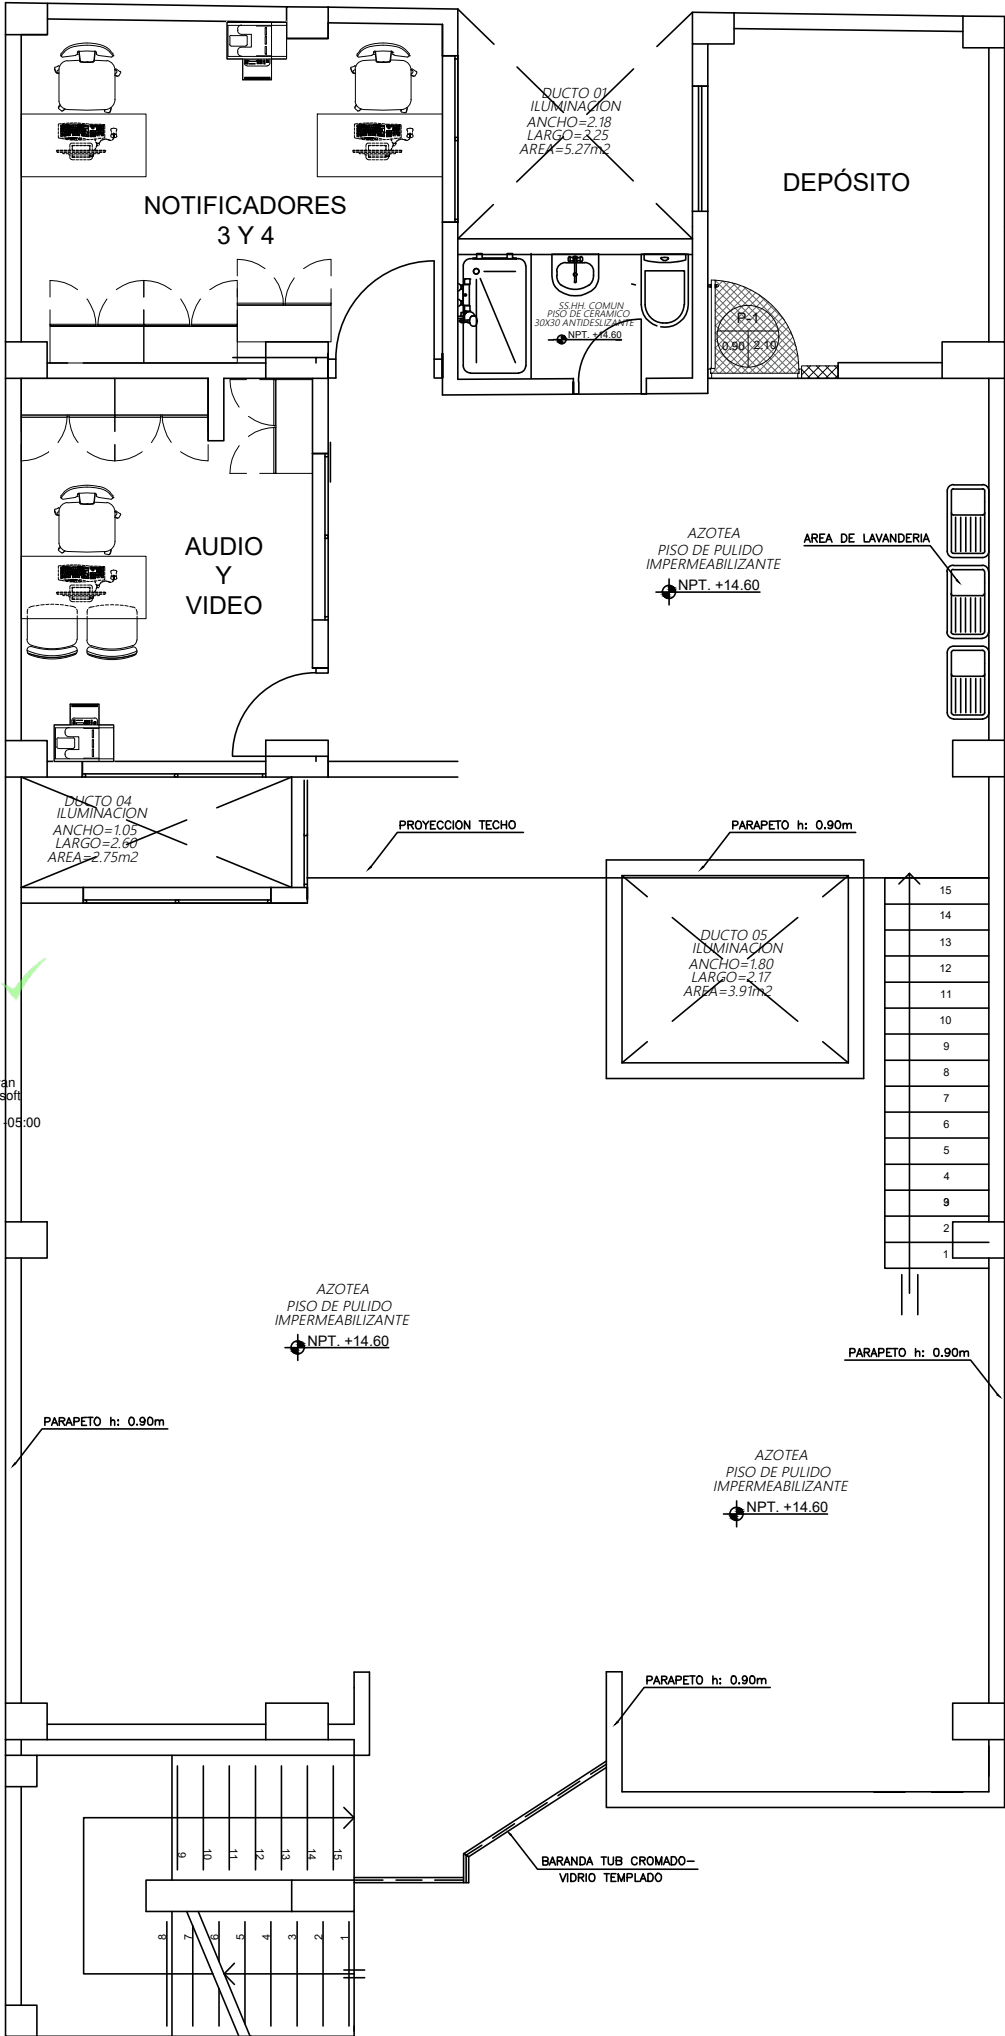 DUCTO 01
ILUMINACION
ANCHO=2.18
LARGO=2.25
AREA=5.27m2
DEPÓSITO
NOTIFICADORES
3 Y 4
SS.HH. COMUN
PISO DE CERAMICO
30X30 ANTIDESLIZANTE
NPT. +14.60
P-1
0.90 2.10
AUDIO
Y
VIDEO
AZOTEA
PISO DE PULIDO
IMPERMEABILIZANTE
NPT. +14.60
AREA DE LAVANDERIA
DUCTO 04
ILUMINACION
ANCHO=1.05
LARGO=2.60
AREA=2.75m2
PROYECCION TECHO
PARAPETO h: 0.90m
DUCTO 05
ILUMINACION
ANCHO=1.80
LARGO=2.17
AREA=3.91m2
15
14
13
12
11
10
9
8
7
6
5
4
2
1
soft
-05:00
AZOTEA
PISO DE PULIDO
IMPERMEABILIZANTE
NPT. +14.60
PARAPETO h: 0.90m
PARAPETO h: 0.90m
AZOTEA
PISO DE PULIDO
IMPERMEABILIZANTE
NPT. +14.60
PARAPETO h: 0.90m
9 10 11 12 13 14 15
BARANDA TUB CROMADO-
VIDRIO TEMPLADO
8 7 6 5 4 3 2 1